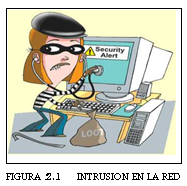 Security
Alert
LOOT
FIGURA 2.1 INTRUSION EN LA RED